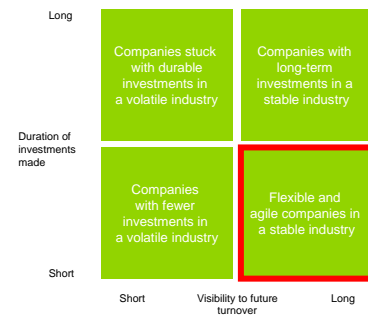 Long
Companies stuck
with durable
investments in
a volatile industry
Companies with
long-term
investments in a
stable industry
Duration of
investments
made
Companies
with fewer
investments in
a volatile industry
Flexible and
agile companies in
a stable industry
Short
Short
Visibility to future
turnover
Long